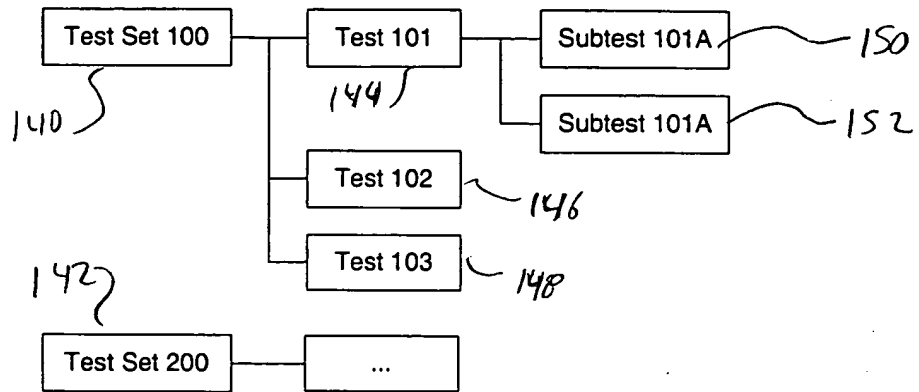 Test Set 100
Test 101
Subtest 101A
150
140
144
Subtest 101A
152
Test 102
146
Test 103
148
142
Test Set 200
...